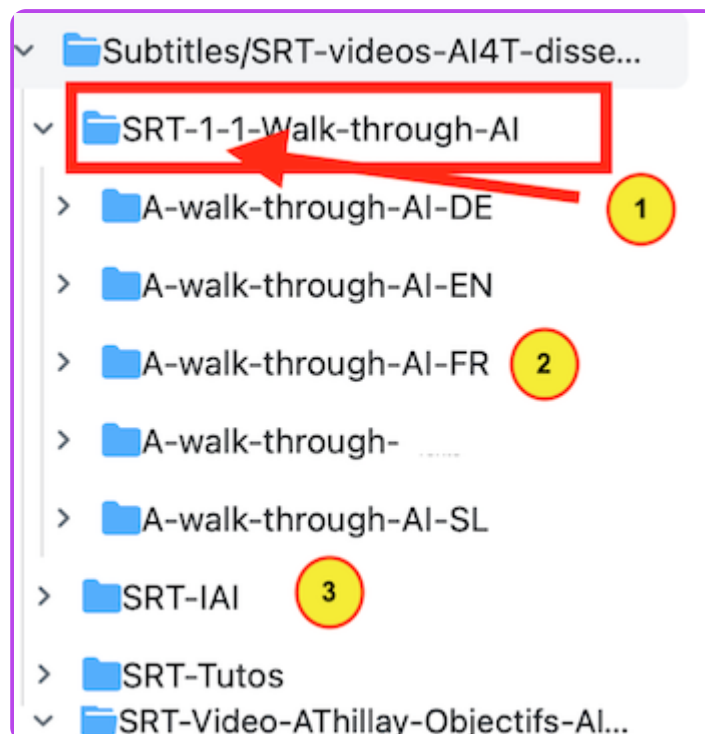 Subtitles/SRT-videos-AI4T-disse...
SRT-1-1-Walk-through-AI
1
A-walk-through-AI-DE
A-walk-through-AI-EN
A-walk-through-AI-FR
2
A-walk-through-
A-walk-through-AI-SL
SRT-IAI
3
SRT-Tutos
SRT-Video-AThillay-Objectifs-AI...